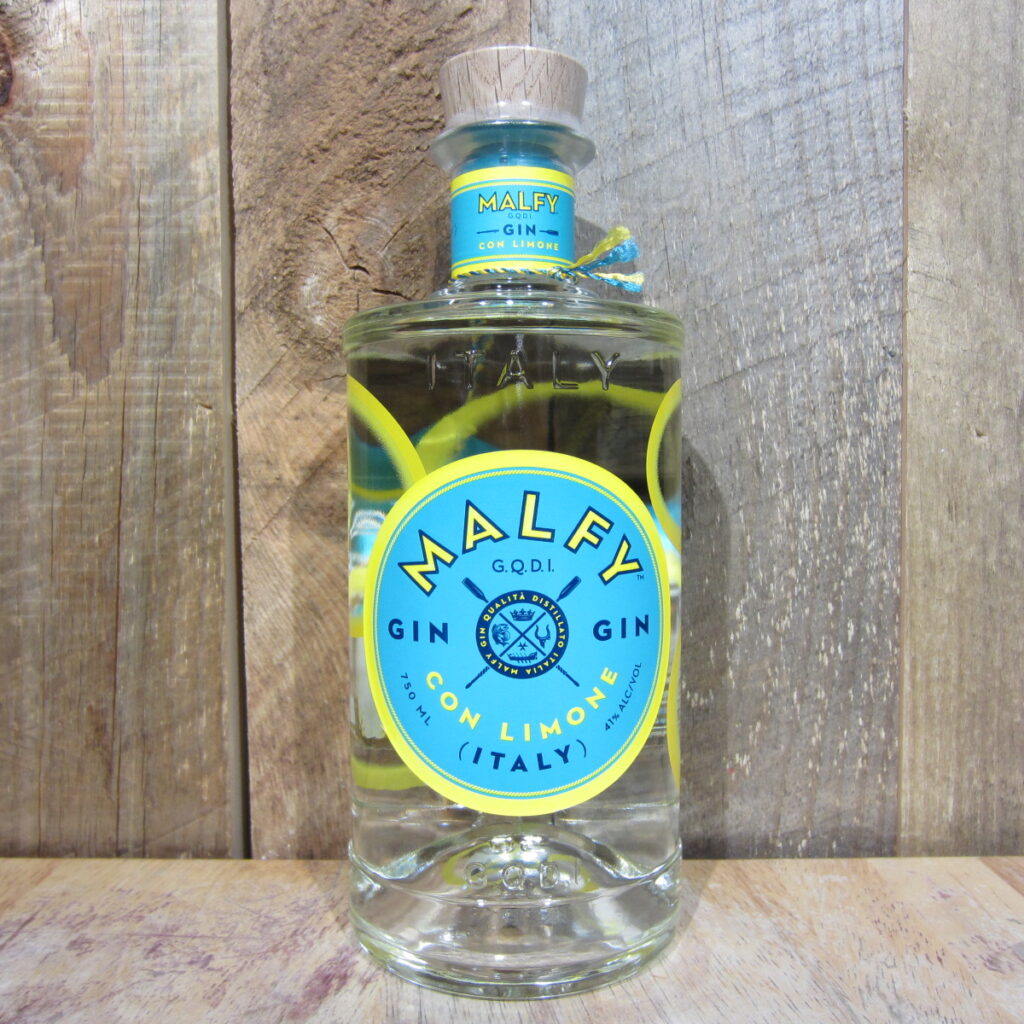 MALFY
G.Q.D.I.
GIN
CON LIMONE
ITALY
MALFY™
G.Q.D.I.
GIN GIN
MALFY GIN QUALITÀ DISTILLATO ITALIA
750 ML
CON LIMONE
41% ALC/VOL
(ITALY)
G.Q.D.I